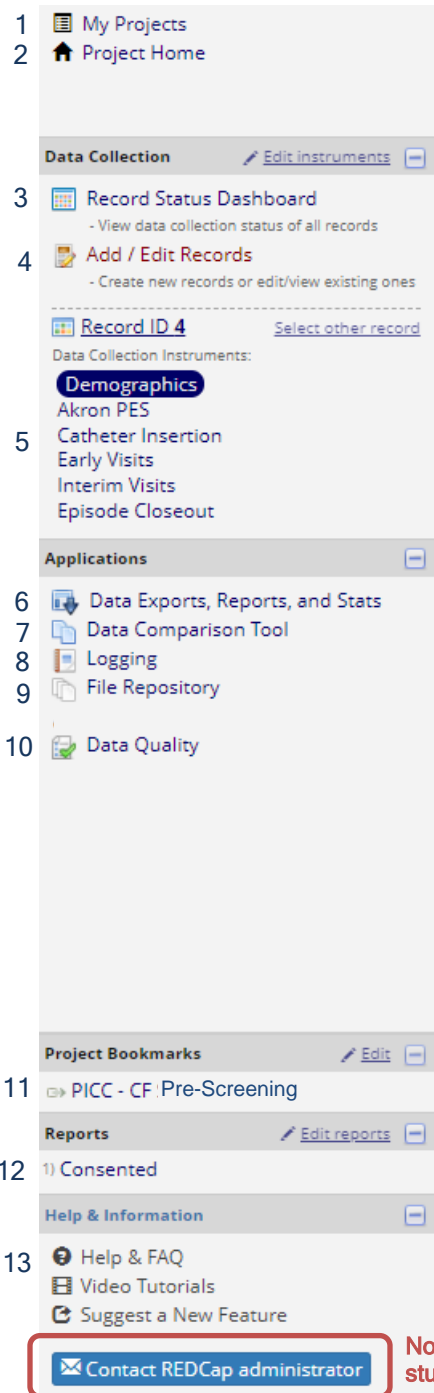 1 My Projects
2 Project Home
Data Collection Edit instruments
3 Record Status Dashboard
- View data collection status of all records
4 Add / Edit Records
- Create new records or edit/view existing ones
Record ID 4 Select other record
Data Collection Instruments:
Demographics
Akron PES
5 Catheter Insertion
Early Visits
Interim Visits
Episode Closeout
Applications
6 Data Exports, Reports, and Stats
7 Data Comparison Tool
8 Logging
9 File Repository
10 Data Quality
Project Bookmarks Edit
11 PICC - CF Pre-Screening
Reports Edit reports
12 1) Consented
Help & Information
13 Help & FAQ
Video Tutorials
Suggest a New Feature
Contact REDCap administrator